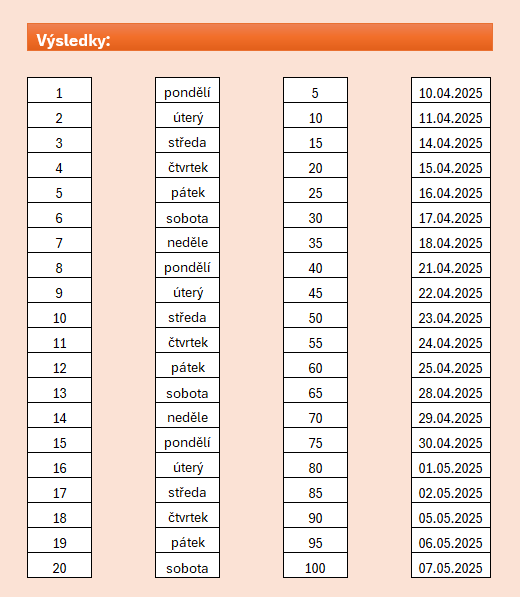 Výsledky:
1 pondělí 5 10.04.2025
2 úterý 10 11.04.2025
3 středa 15 14.04.2025
4 čtvrtek 20 15.04.2025
5 pátek 25 16.04.2025
6 sobota 30 17.04.2025
7 neděle 35 18.04.2025
8 pondělí 40 21.04.2025
9 úterý 45 22.04.2025
10 středa 50 23.04.2025
11 čtvrtek 55 24.04.2025
12 pátek 60 25.04.2025
13 sobota 65 28.04.2025
14 neděle 70 29.04.2025
15 pondělí 75 30.04.2025
16 úterý 80 01.05.2025
17 středa 85 02.05.2025
18 čtvrtek 90 05.05.2025
19 pátek 95 06.05.2025
20 sobota 100 07.05.2025